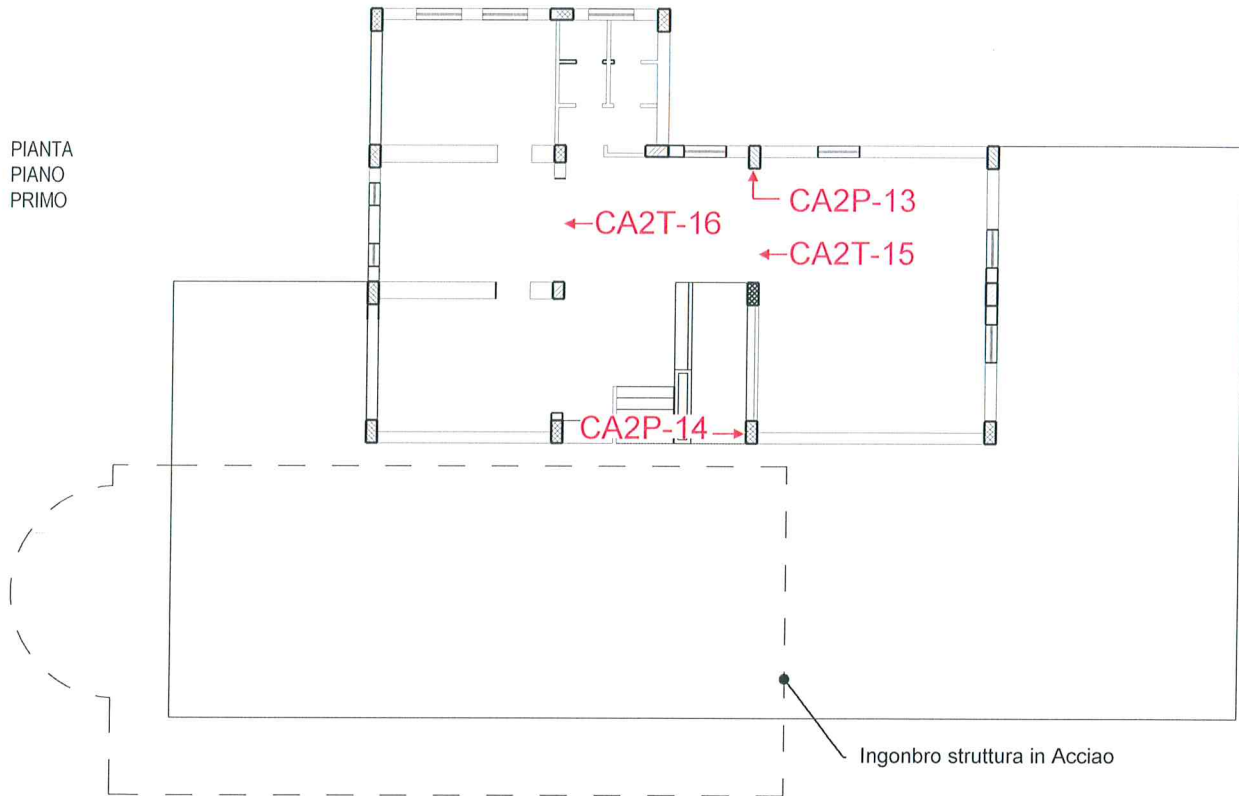 PIANTA
PIANO
PRIMO
CA2P-13
CA2T-16
CA2T-15
CA2P-14
Ingonbro struttura in Acciao